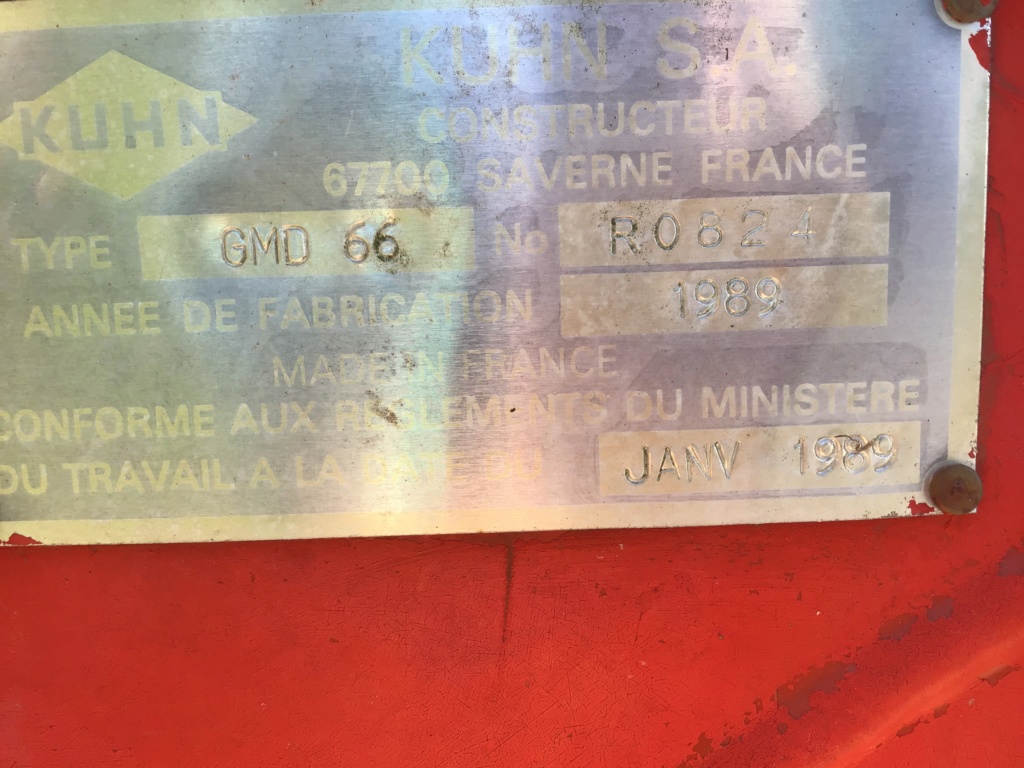 KUHN
KUHN S.A.
CONSTRUCTEUR
67700 SAVERNE FRANCE
TYPE GMD 66 No R0824
ANNEE DE FABRICATION 1989
MADE IN FRANCE
CONFORME AUX REGLEMENTS DU MINISTERE
DU TRAVAIL A LA DATE DU JANV 1989